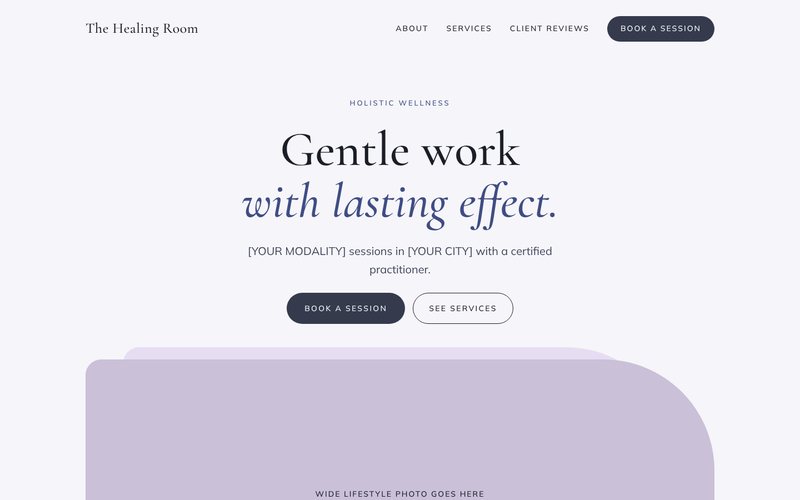 The Healing Room
ABOUT
SERVICES
CLIENT REVIEWS
BOOK A SESSION
HOLISTIC WELLNESS
Gentle work
with lasting effect.
[YOUR MODALITY] sessions in [YOUR CITY] with a certified
practitioner.
BOOK A SESSION
SEE SERVICES
WIDE LIFESTYLE PHOTO GOES HERE